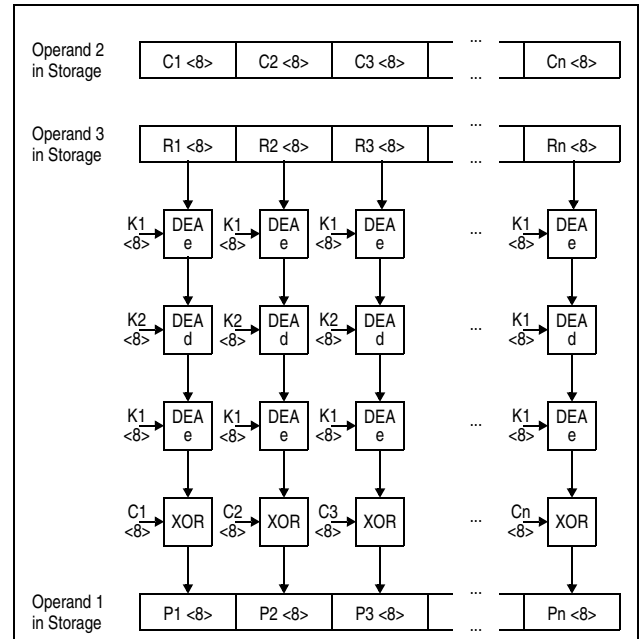 Operand 2
in Storage
C1 <8> C2 <8> C3 <8> ... ... Cn <8>
Operand 3
in Storage
R1 <8> R2 <8> R3 <8> ... ... Rn <8>
K1 <8> DEA e K1 <8> DEA e K1 <8> DEA e ... K1 <8> DEA e
K2 <8> DEA d K2 <8> DEA d K2 <8> DEA d ... K1 <8> DEA d
K1 <8> DEA e K1 <8> DEA e K1 <8> DEA e ... K1 <8> DEA e
C1 <8> XOR C2 <8> XOR C3 <8> XOR ... Cn <8> XOR
Operand 1
in Storage
P1 <8> P2 <8> P3 <8> ... ... Pn <8>